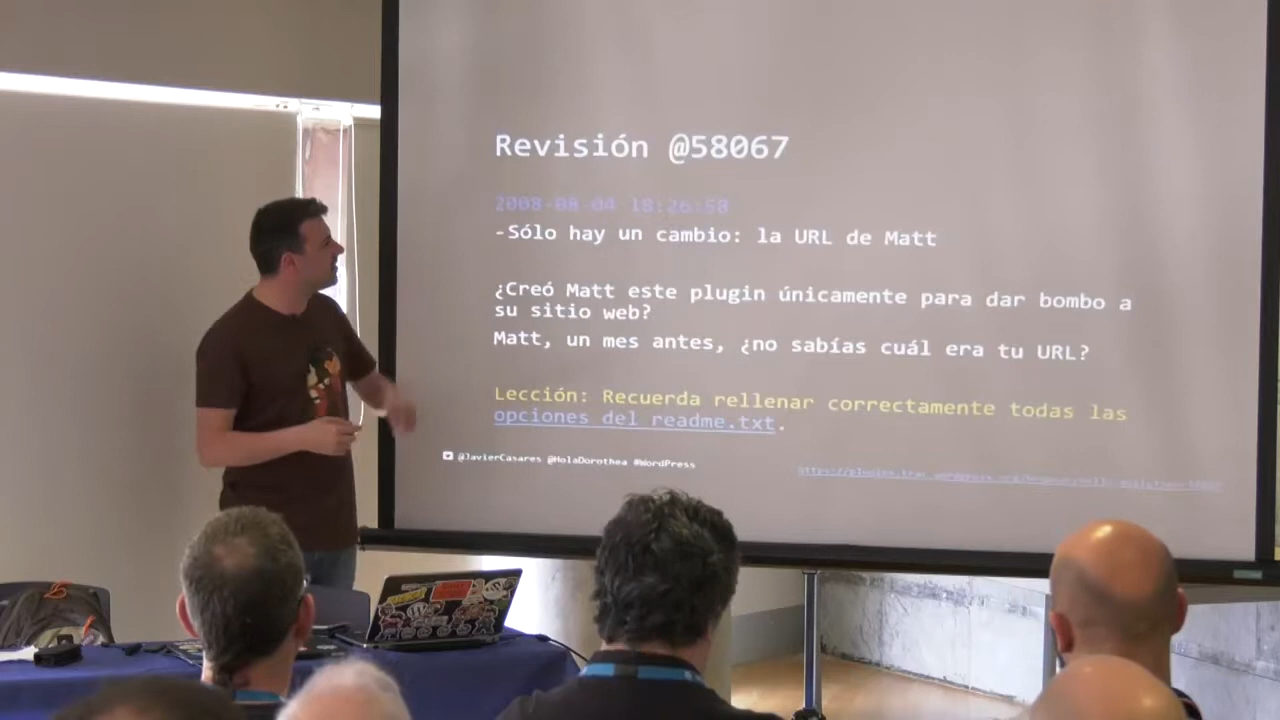 Revisión @58067
2008-08-04 18:26:58
-Sólo hay un cambio: la URL de Matt
¿Creó Matt este plugin únicamente para dar bombo a
su sitio web?
Matt, un mes antes, ¿no sabías cuál era tu URL?
Lección: Recuerda rellenar correctamente todas las
opciones del readme.txt.
@JavierCasares @HolaDorothea #WordPress